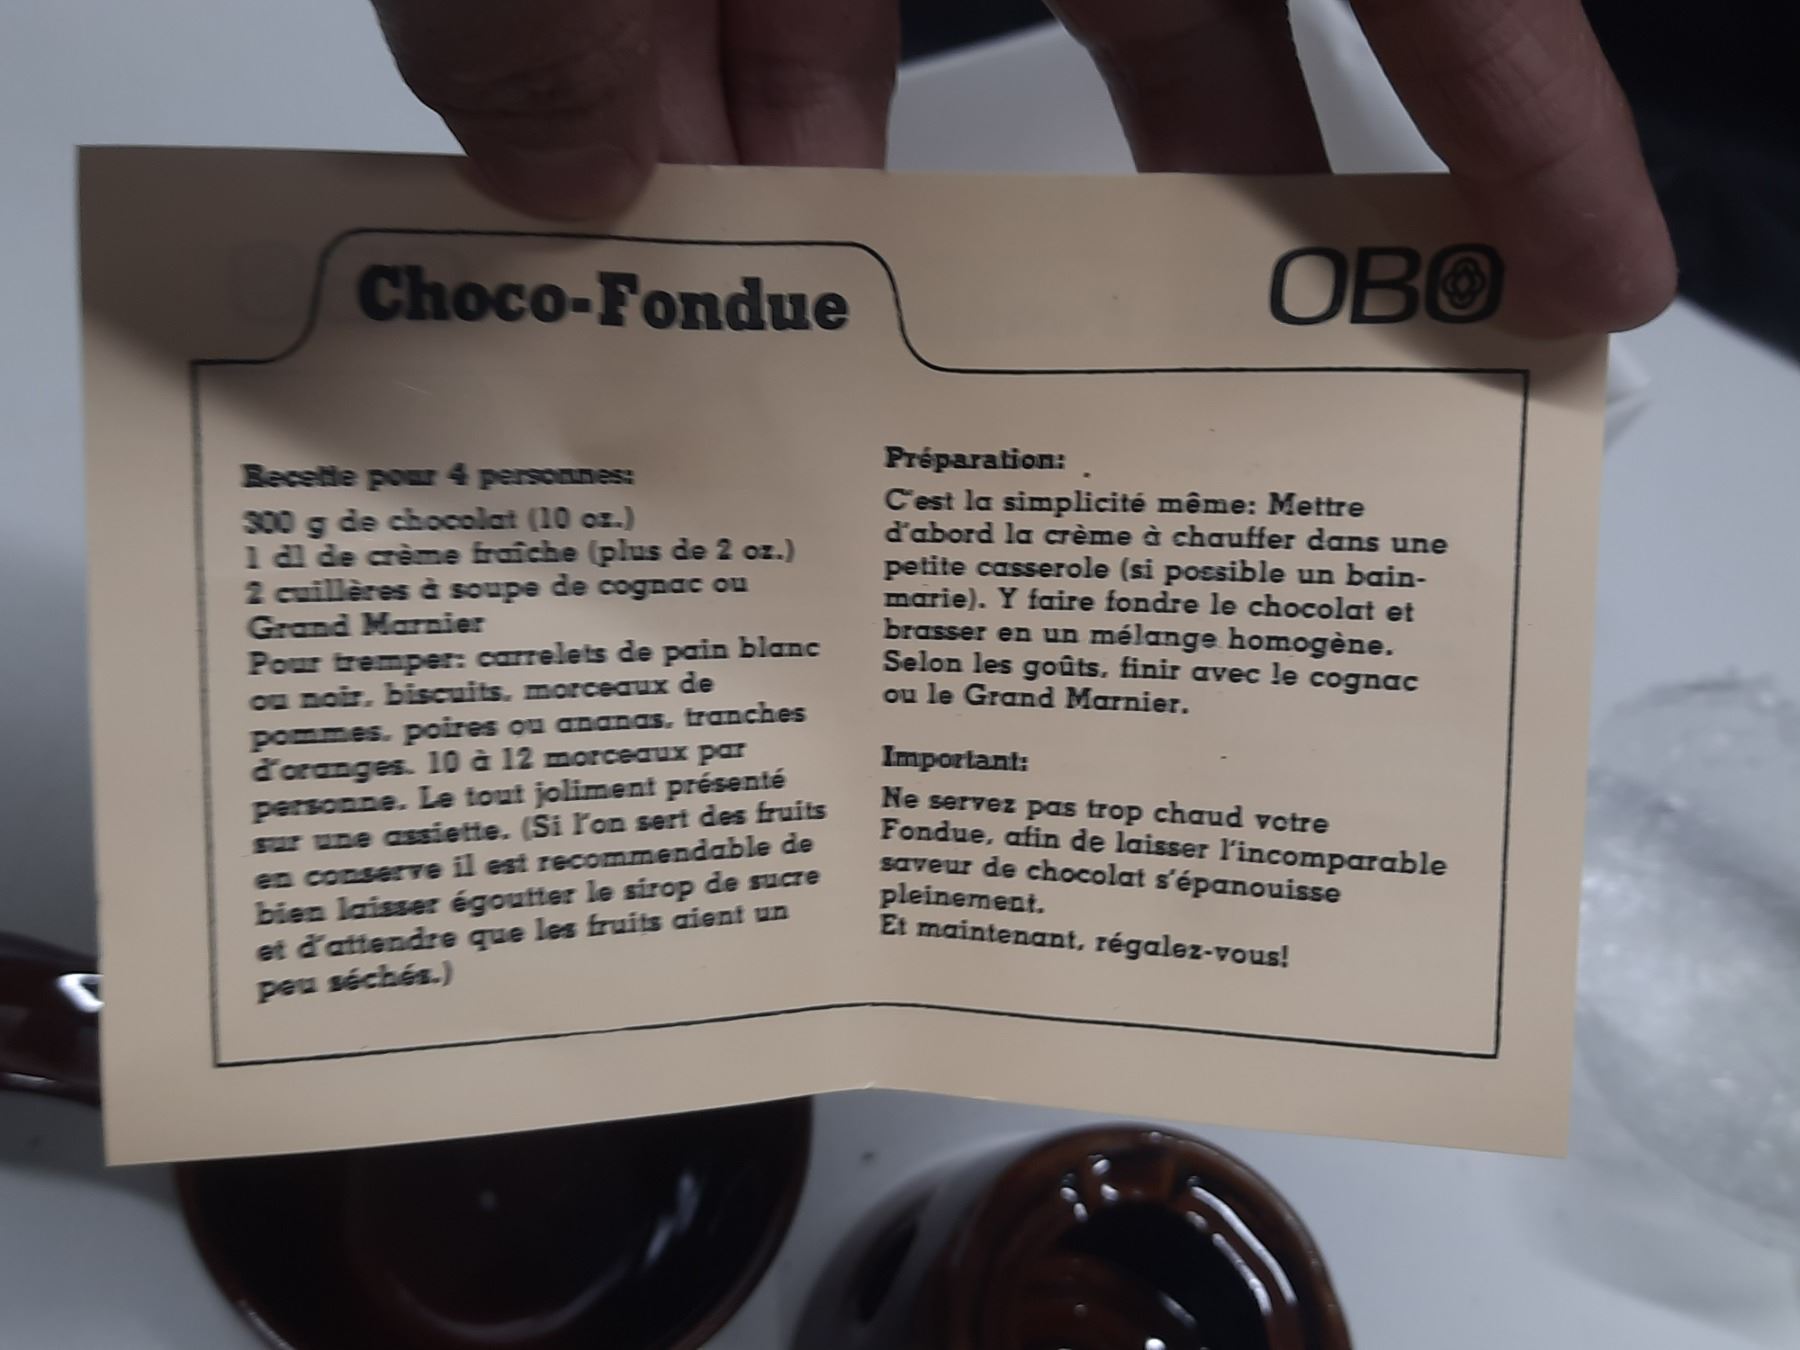 Choco-Fondue
OBO
Recette pour 4 personnes:
300 g de chocolat (10 oz.)
1 dl de crème fraîche (plus de 2 oz.)
2 cuillères à soupe de cognac ou
Grand Marnier
Pour tremper: carrelets de pain blanc
ou noir, biscuits, morceaux de
pommes, poires ou ananas, tranches
d'oranges. 10 à 12 morceaux par
personne. Le tout joliment présenté
sur une assiette. (Si l'on sert des fruits
en conserve il est recommendable de
bien laisser égoutter le sirop de sucre
et d'attendre que les fruits aient un
peu séchés.)
Préparation:
C'est la simplicité même: Mettre
d'abord la crème à chauffer dans une
petite casserole (si possible un bain-
marie). Y faire fondre le chocolat et
brasser en un mélange homogène.
Selon les goûts, finir avec le cognac
ou le Grand Marnier.
Important:
Ne servez pas trop chaud votre
Fondue, afin de laisser l'incomparable
saveur de chocolat s'épanouisse
pleinement.
Et maintenant, régalez-vous!